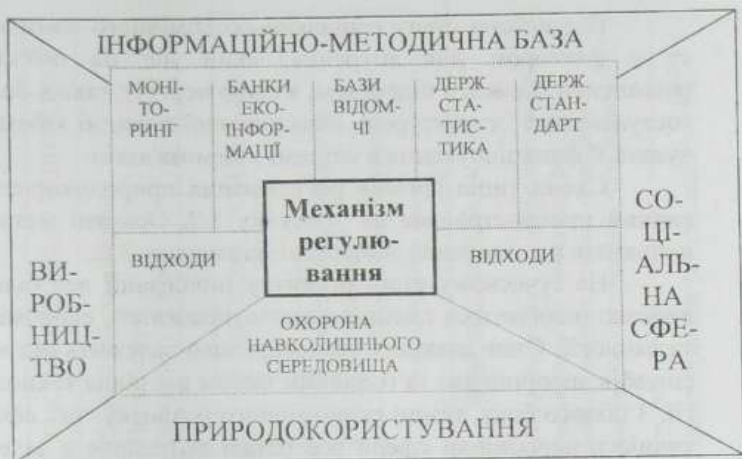 ІНФОРМАЦІЙНО-МЕТОДИЧНА БАЗА
МОНІ-
ТО-
РИНГ
БАНКИ
ЕКО-
ІНФОР-
МАЦІЇ
БАЗИ
ВІДОМ-
ЧІ
ДЕРЖ
СТА-
ТИС-
ТИКА
ДЕРЖ
СТАН-
ДАРТ
Механізм
регулю-
вання
ВИ-
РОБ-
НИЦ-
ТВО
ВІДХОДИ
ВІДХОДИ
СО-
ЦІ-
АЛЬ-
НА
СФЕ-
РА
ОХОРОНА
НАВКОЛИШНЬОГО
СЕРЕДОВИЩА
ПРИРОДОКОРИСТУВАННЯ